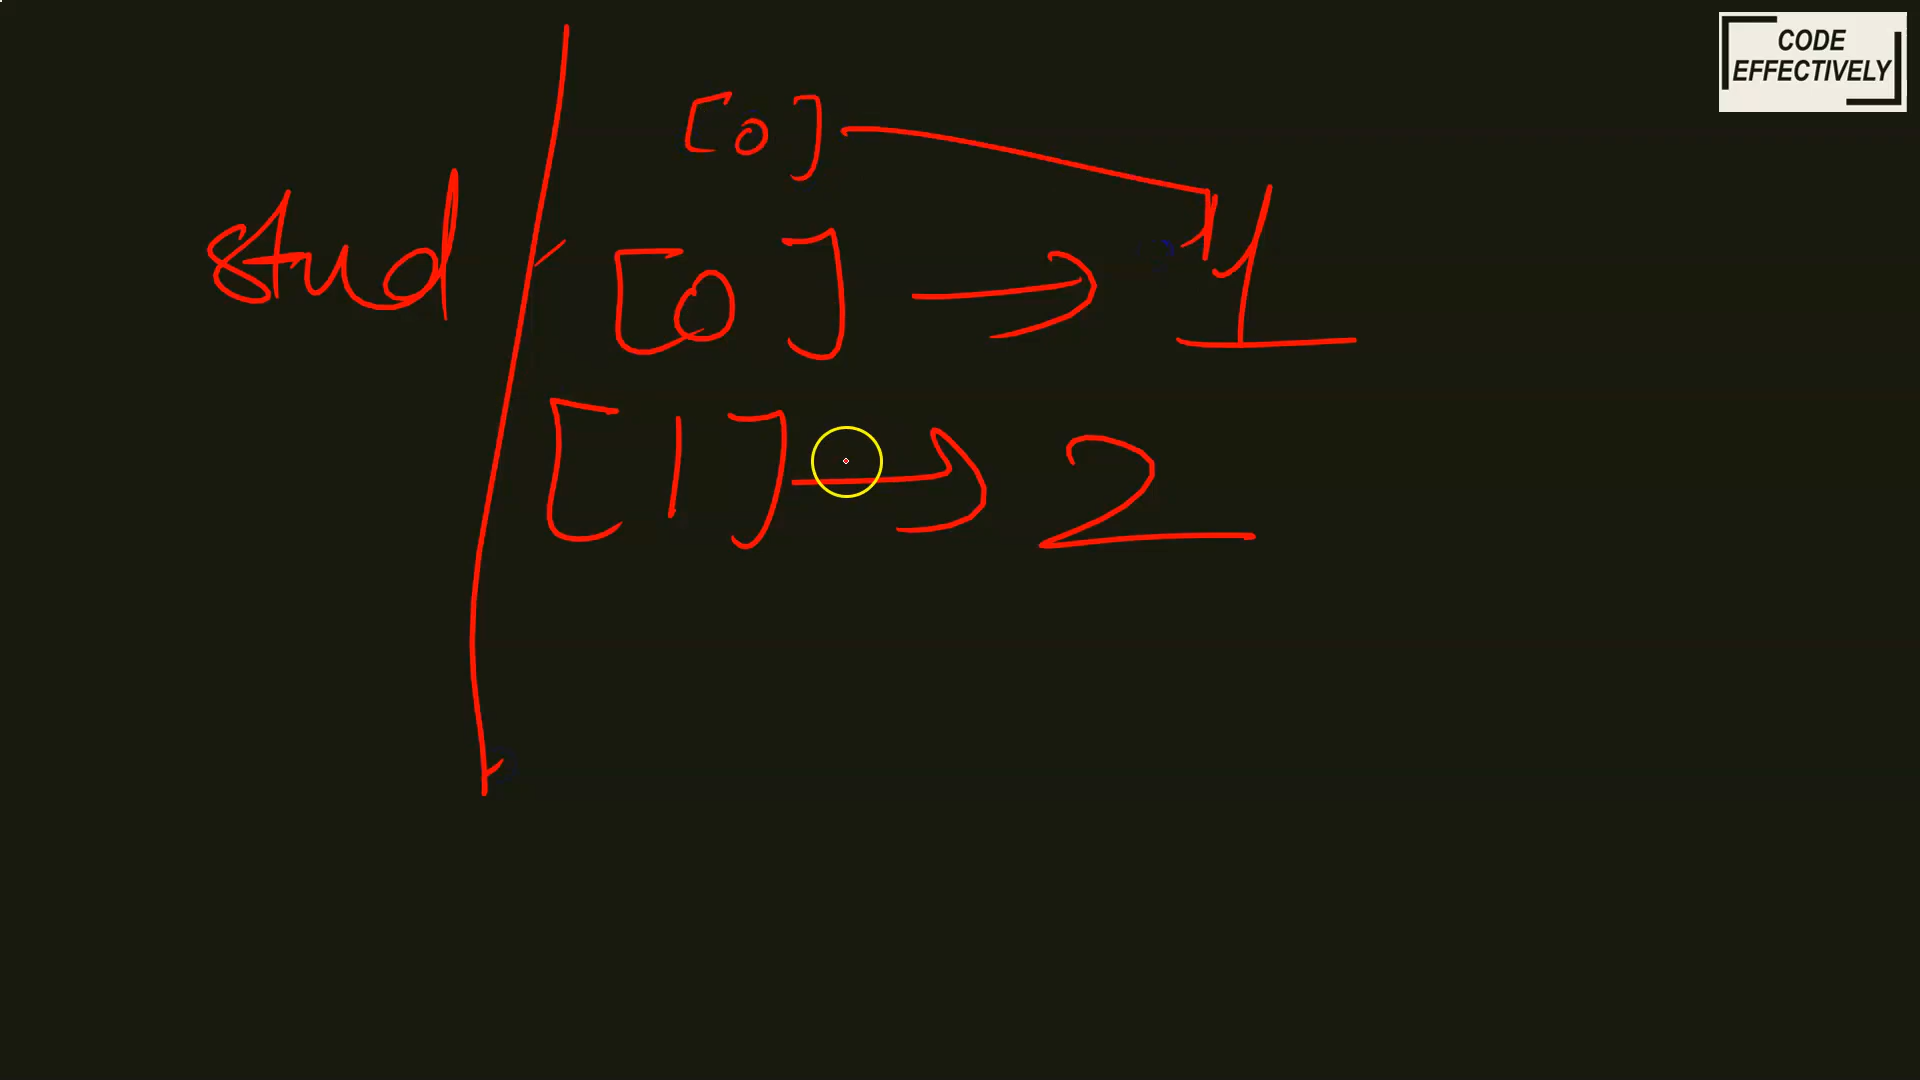 CODE
EFFECTIVELY
[0]
stud
[0] → 1
[1] → 2